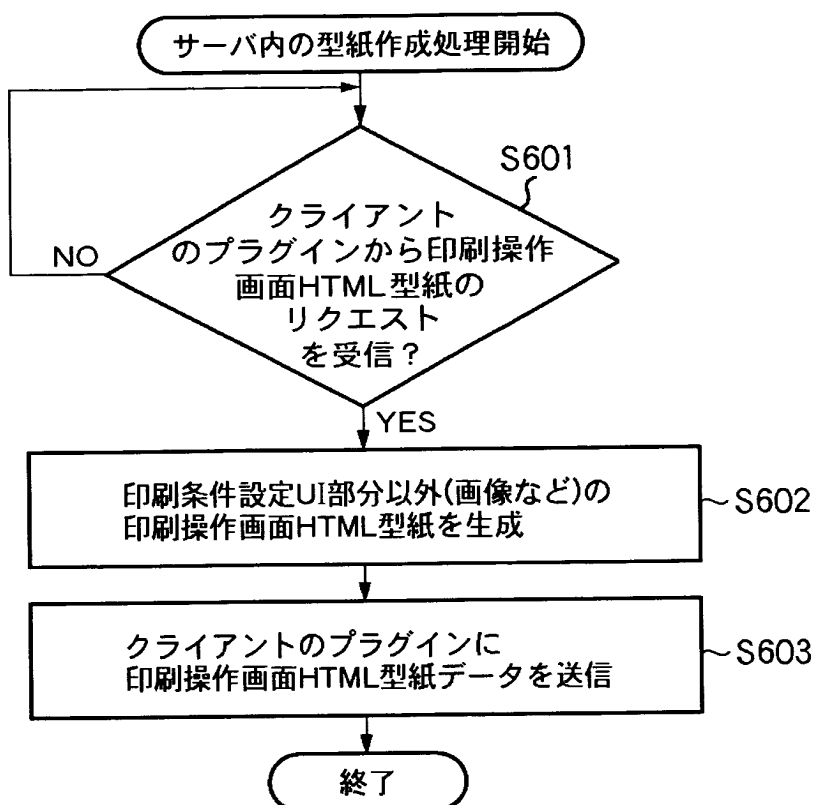 サーバ内の型紙作成処理開始
S601
クライアント
のプラグインから印刷操作
画面HTML型紙の
リクエスト
を受信?
NO
YES
印刷条件設定UI部分以外(画像など)の
印刷操作画面HTML型紙を生成
S602
クライアントのプラグインに
印刷操作画面HTML型紙データを送信
S603
終了